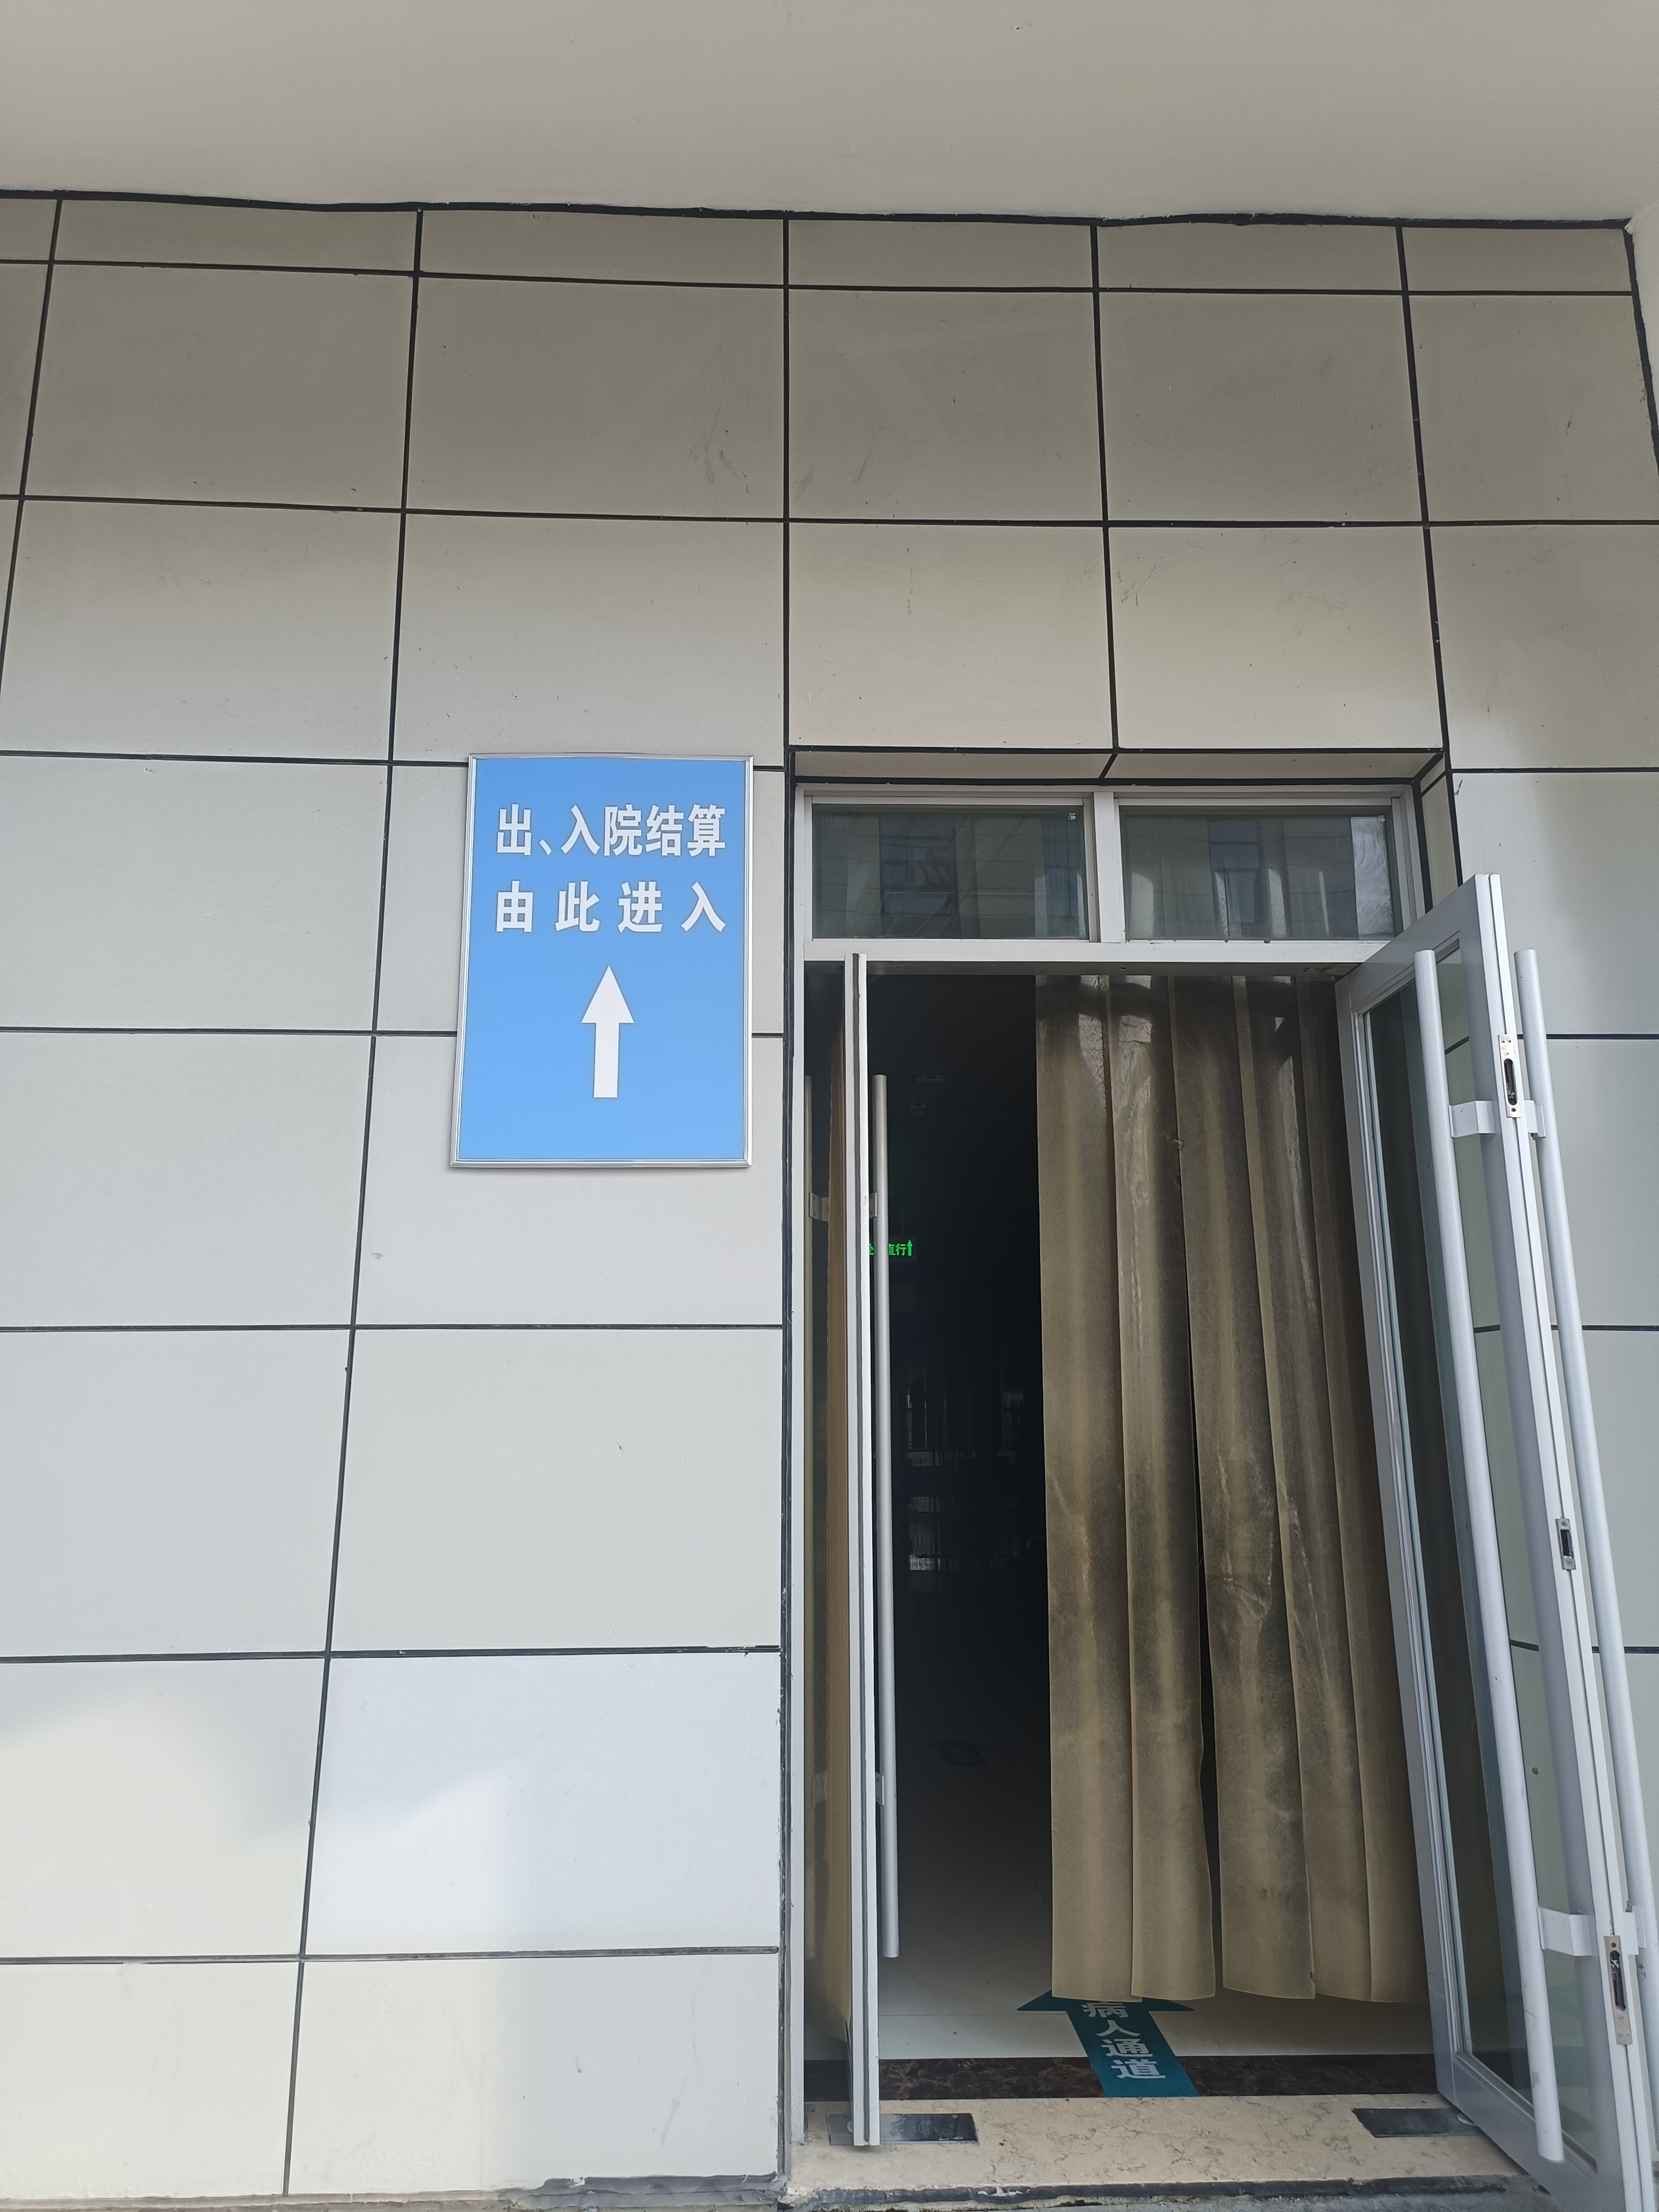 出、入院结算
由此进入
直行
病人通道